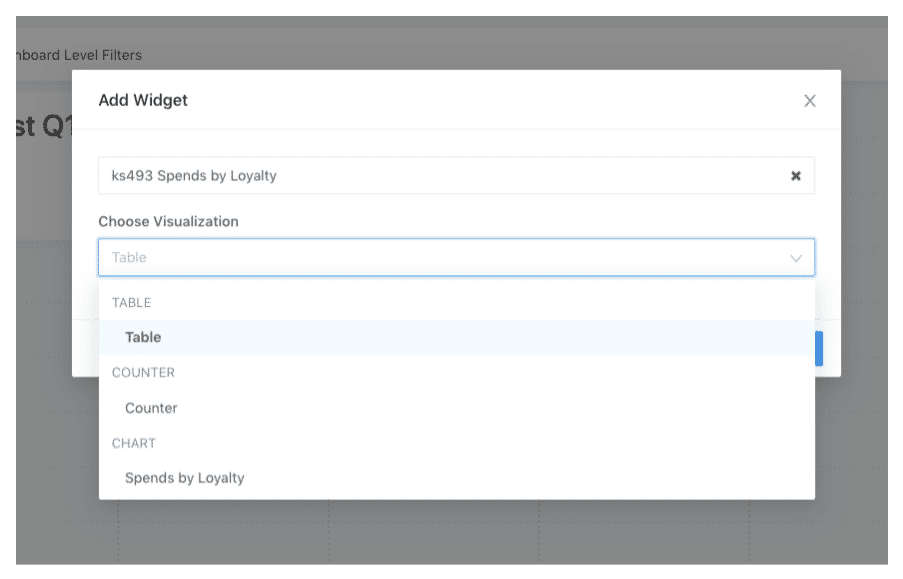 board Level Filters
Add Widget
st Q1
ks493 Spends by Loyalty
Choose Visualization
Table
TABLE
Table
COUNTER
Counter
CHART
Spends by Loyalty